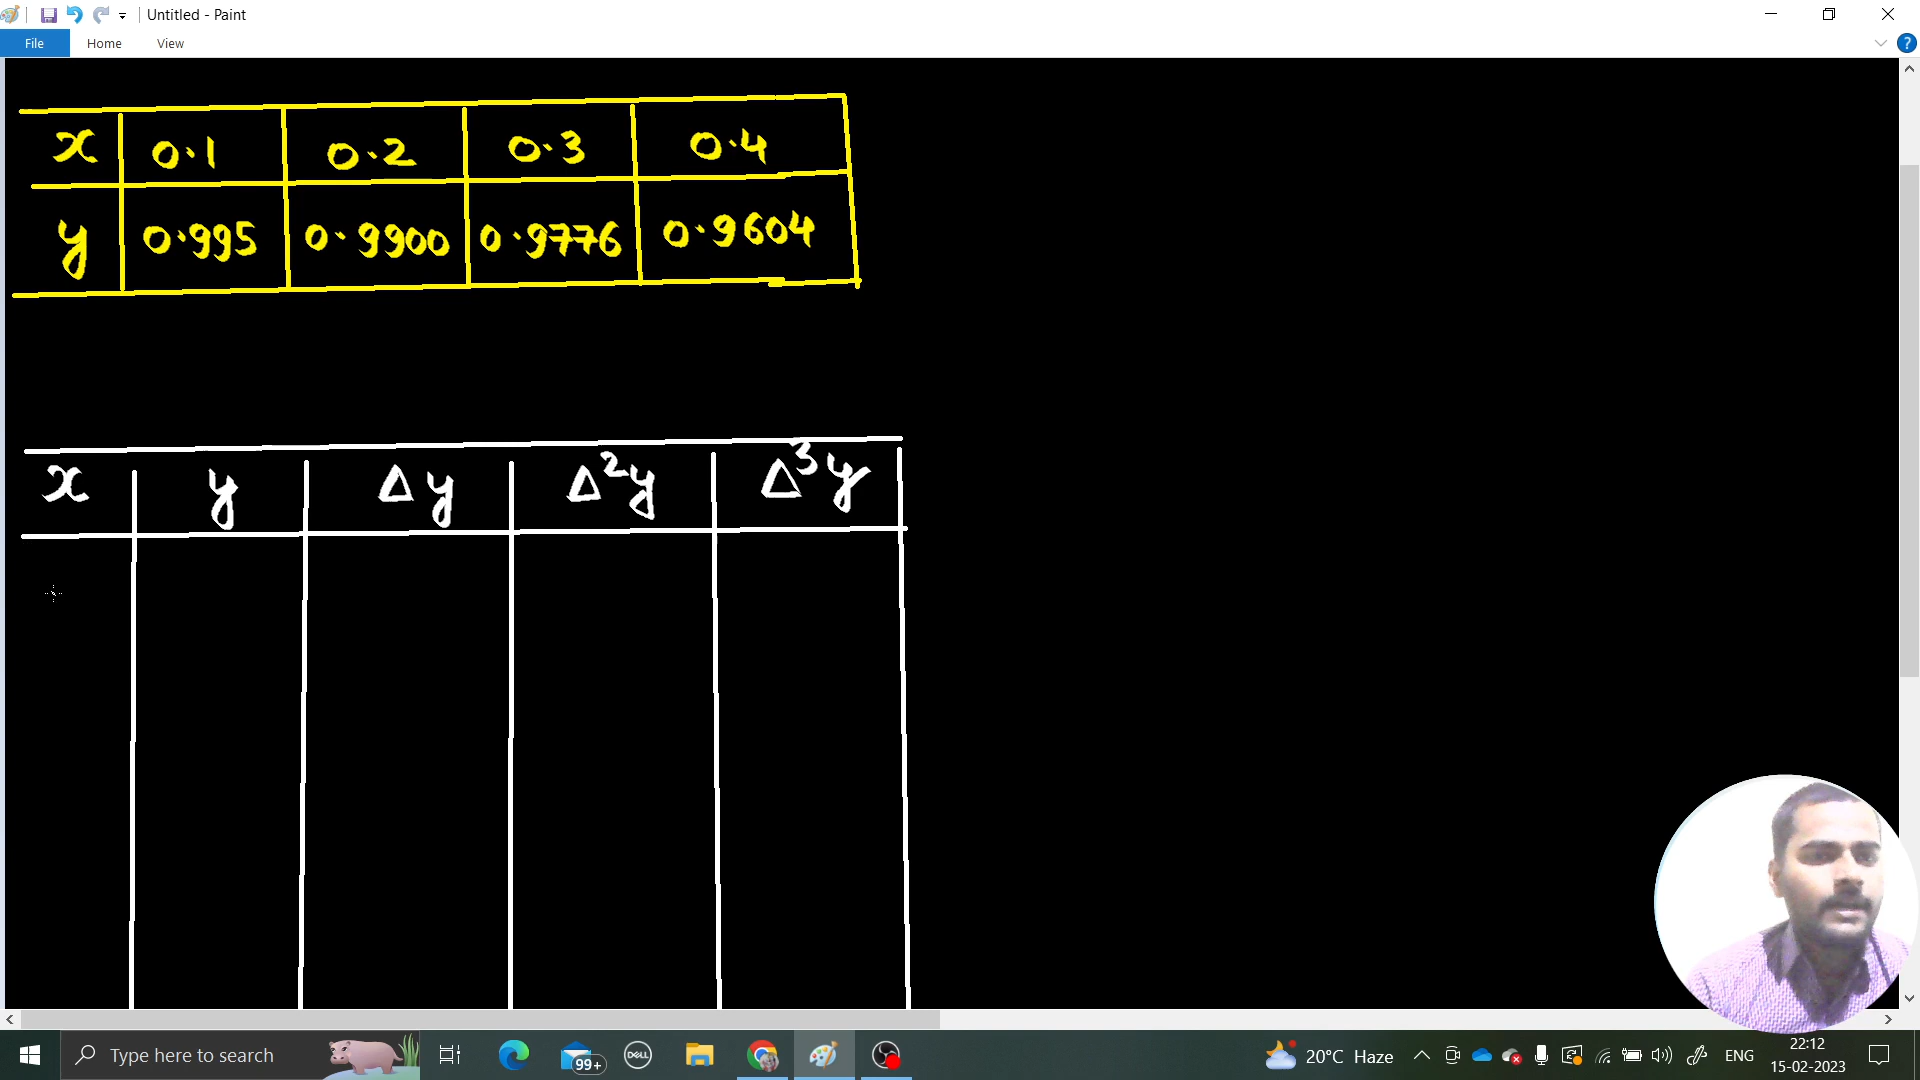 Untitled - Paint
File Home View
x 0.1 0.2 0.3 0.4
y 0.995 0.9900 0.9776 0.9604
x y Δy Δ²y Δ³y
Type here to search
99+
DELL
20°C Haze
ENG
22:12
15-02-2023